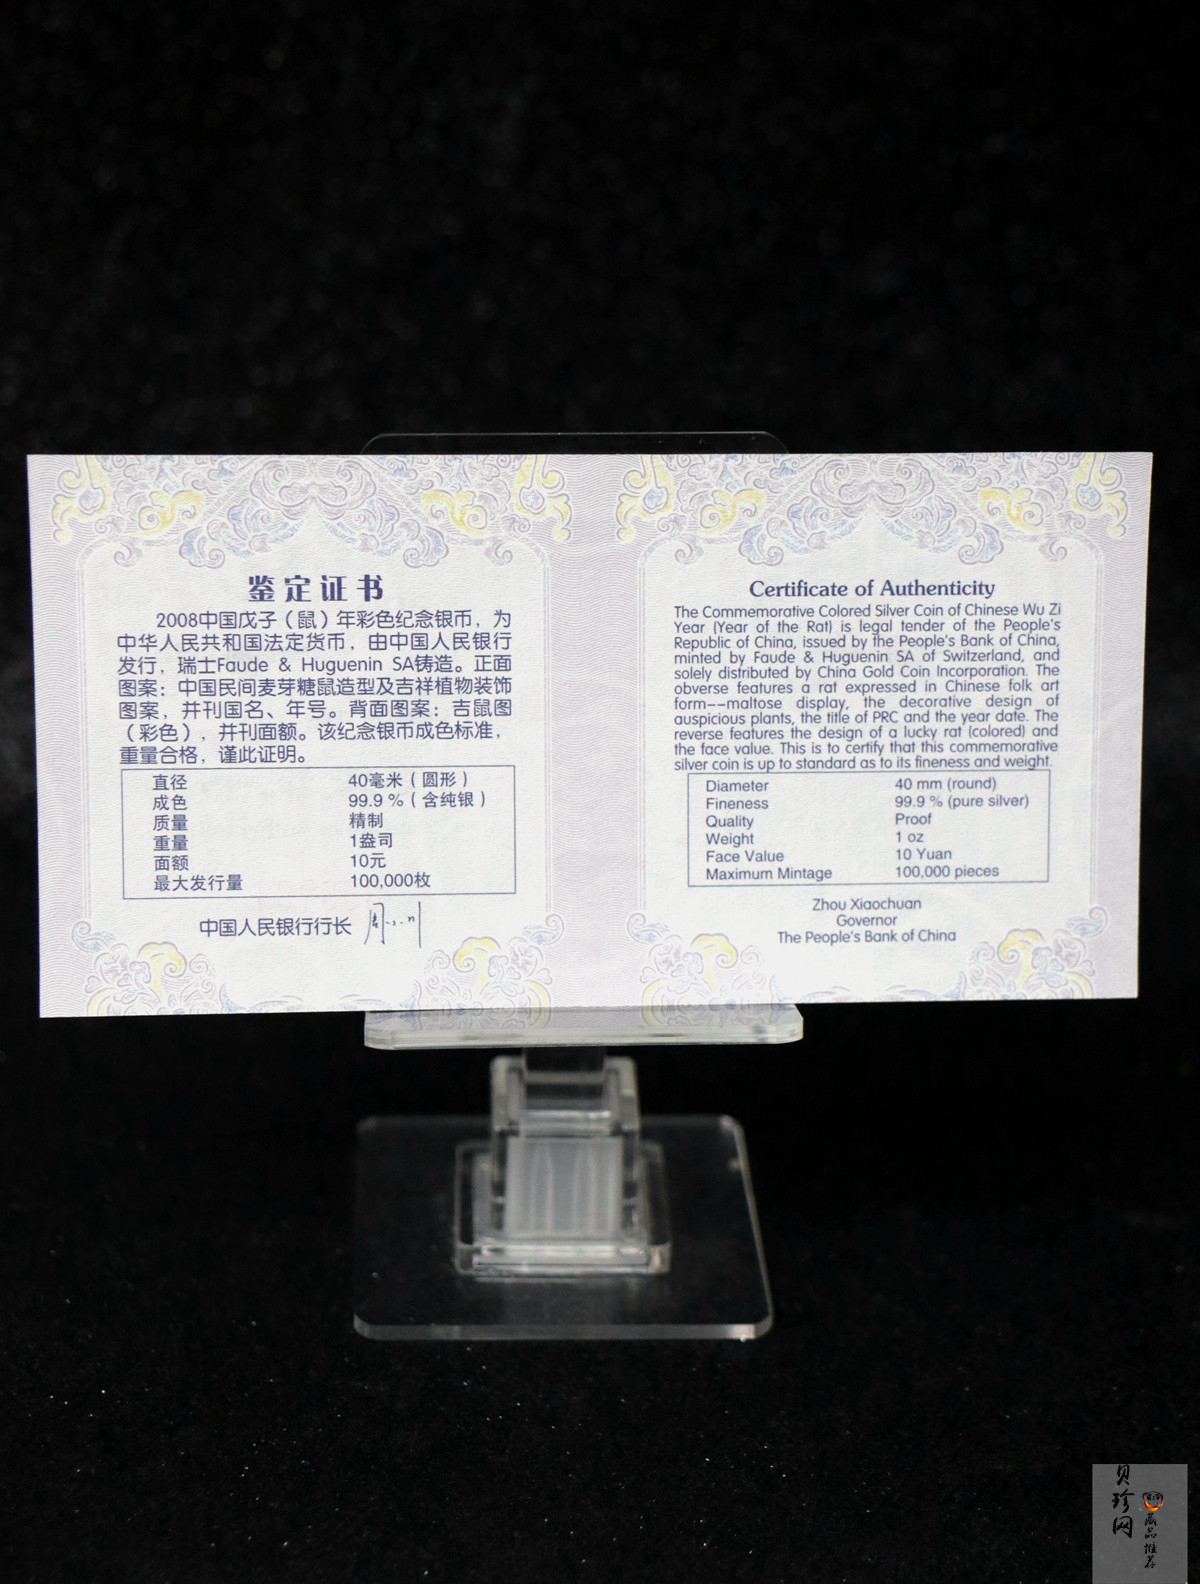 鉴定证书
2008中国戊子（鼠）年彩色纪念银币，为
中华人民共和国法定货币，由中国人民银行
发行，瑞士Faude & Huguenin SA铸造。正面
图案：中国民间麦芽糖鼠造型及吉祥植物装饰
图案，并刊国名、年号。背面图案：吉鼠图
（彩色），并刊面额。该纪念银币成色标准，
重量合格，谨此证明。
直径 40毫米（圆形）
成色 99.9 %（含纯银）
质量 精制
重量 1盎司
面额 10元
最大发行量 100,000枚
中国人民银行行长
Certificate of Authenticity
The Commemorative Colored Silver Coin of Chinese Wu Zi
Year (Year of the Rat) is legal tender of the People's
Republic of China, issued by the People's Bank of China,
minted by Faude & Huguenin SA of Switzerland, and
solely distributed by China Gold Coin Incorporation. The
obverse features a rat expressed in Chinese folk art
form--maltose display, the decorative design of
auspicious plants, the title of PRC and the year date. The
reverse features the design of a lucky rat (colored) and
the face value. This is to certify that this commemorative
silver coin is up to standard as to its fineness and weight.
Diameter 40 mm (round)
Fineness 99.9 % (pure silver)
Quality Proof
Weight 1 oz
Face Value 10 Yuan
Maximum Mintage 100,000 pieces
Zhou Xiaochuan
Governor
The People's Bank of China
贝珍网
藏品推荐